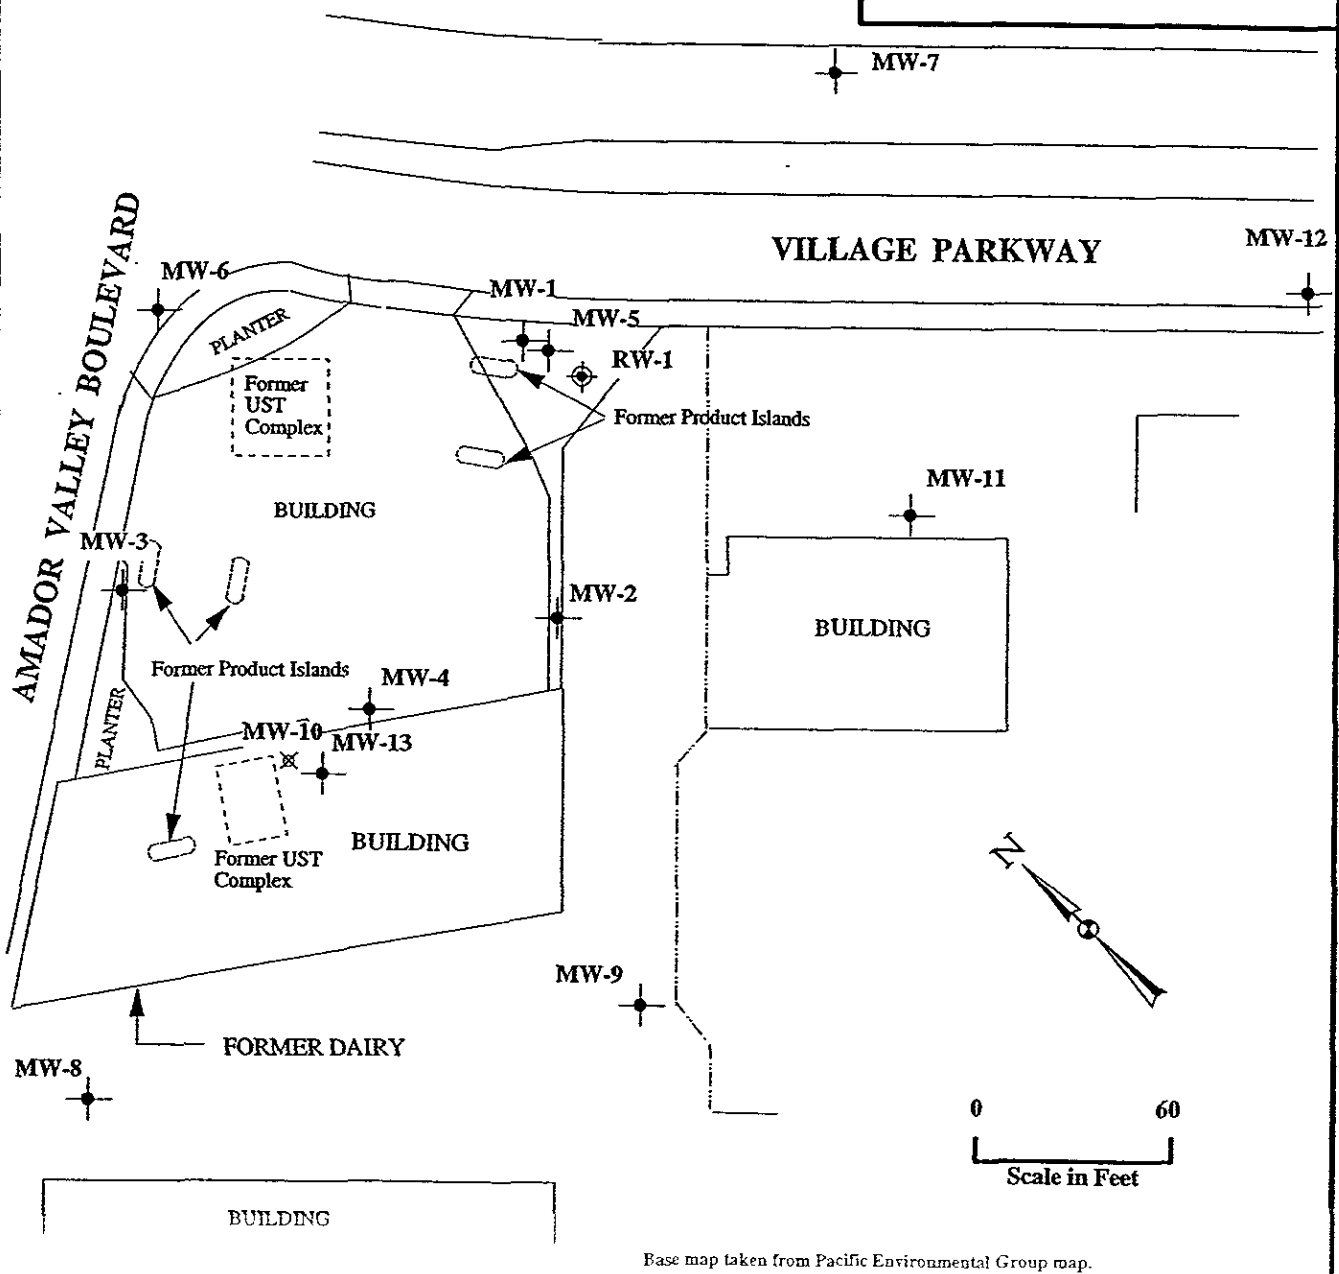 MW-7
VILLAGE PARKWAY
MW-12
AMADOR VALLEY BOULEVARD
MW-6
MW-1
PLANTER
MW-5
RW-1
Former
UST
Complex
Former Product Islands
MW-11
BUILDING
MW-3
MW-2
BUILDING
Former Product Islands
MW-4
PLANTER
MW-10
MW-13
BUILDING
Former UST
Complex
N
MW-9
FORMER DAIRY
MW-8
0 60
Scale in Feet
BUILDING
Base map taken from Pacific Environmental Group map.